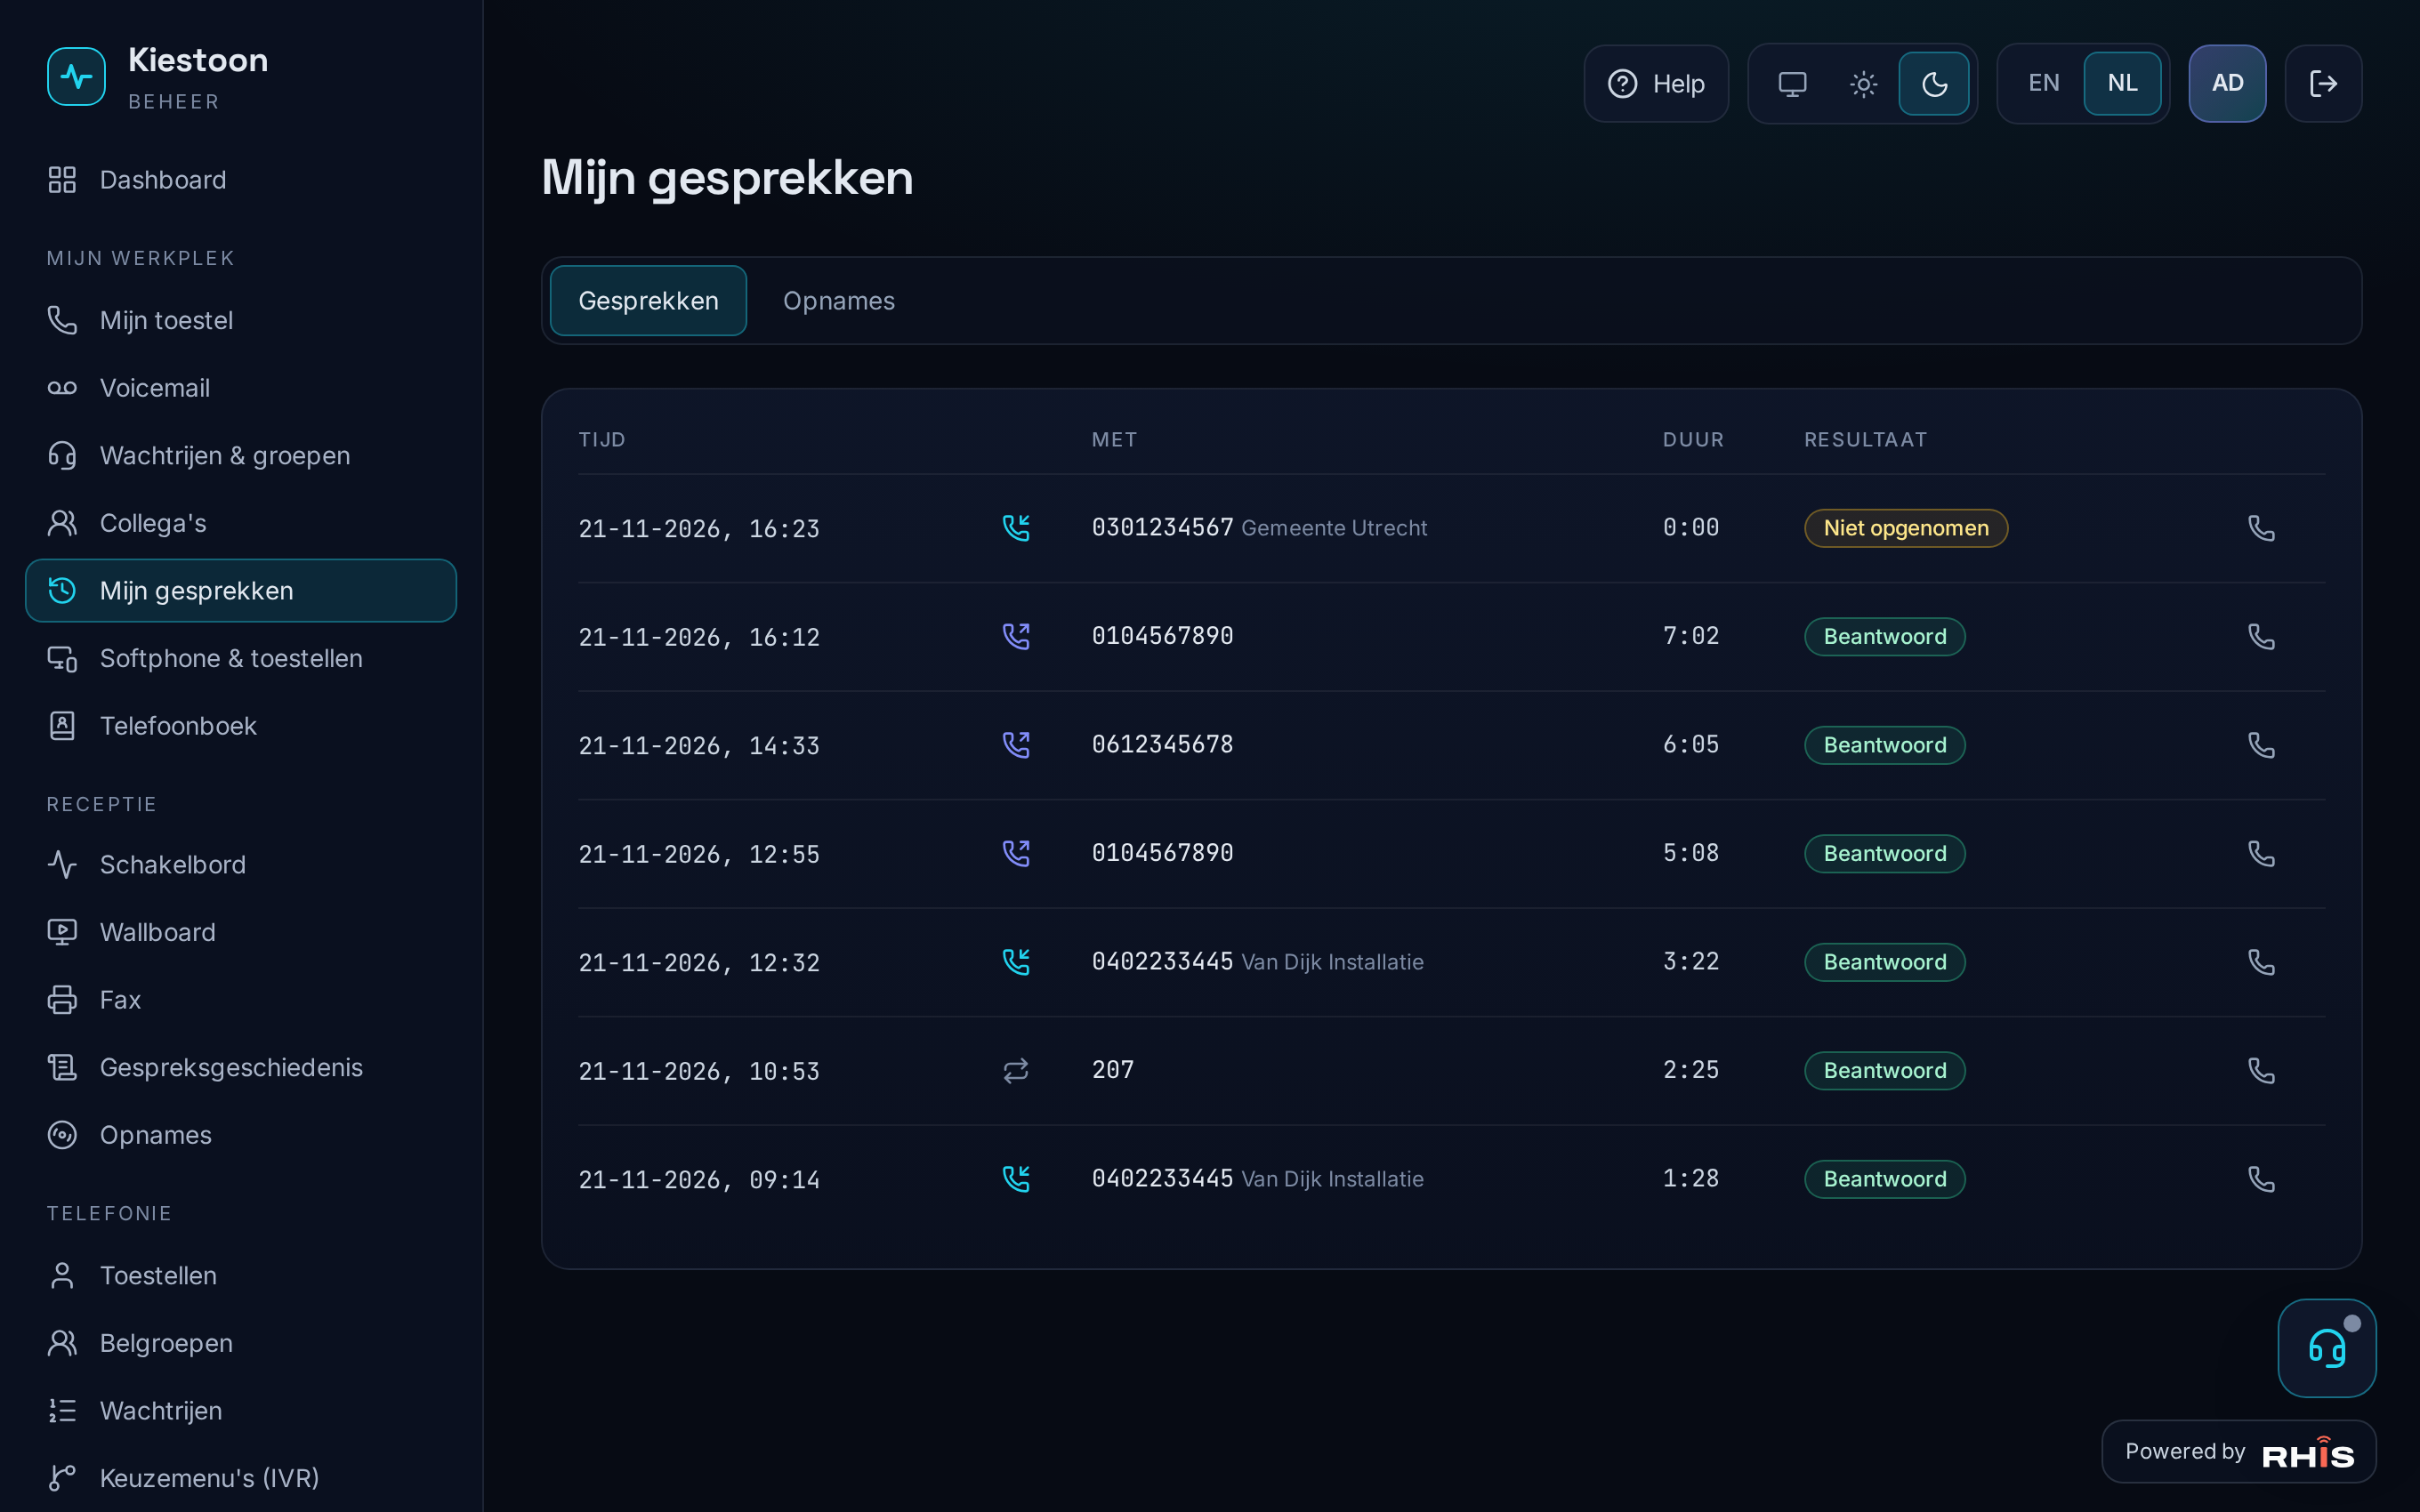 Kiestoon
BEHEER
Dashboard
MIJN WERKPLEK
Mijn toestel
Voicemail
Wachtrijen & groepen
Collega's
Mijn gesprekken
Softphone & toestellen
Telefoonboek
RECEPTIE
Schakelbord
Wallboard
Fax
Gespreksgeschiedenis
Opnames
TELEFONIE
Toestellen
Belgroepen
Wachtrijen
Keuzemenu's (IVR)
Help
EN NL
AD
Mijn gesprekken
Gesprekken Opnames
TIJD MET DUUR RESULTAAT
21-11-2026, 16:23 0301234567 Gemeente Utrecht 0:00 Niet opgenomen
21-11-2026, 16:12 0104567890 7:02 Beantwoord
21-11-2026, 14:33 0612345678 6:05 Beantwoord
21-11-2026, 12:55 0104567890 5:08 Beantwoord
21-11-2026, 12:32 0402233445 Van Dijk Installatie 3:22 Beantwoord
21-11-2026, 10:53 207 2:25 Beantwoord
21-11-2026, 09:14 0402233445 Van Dijk Installatie 1:28 Beantwoord
Powered by RHIS